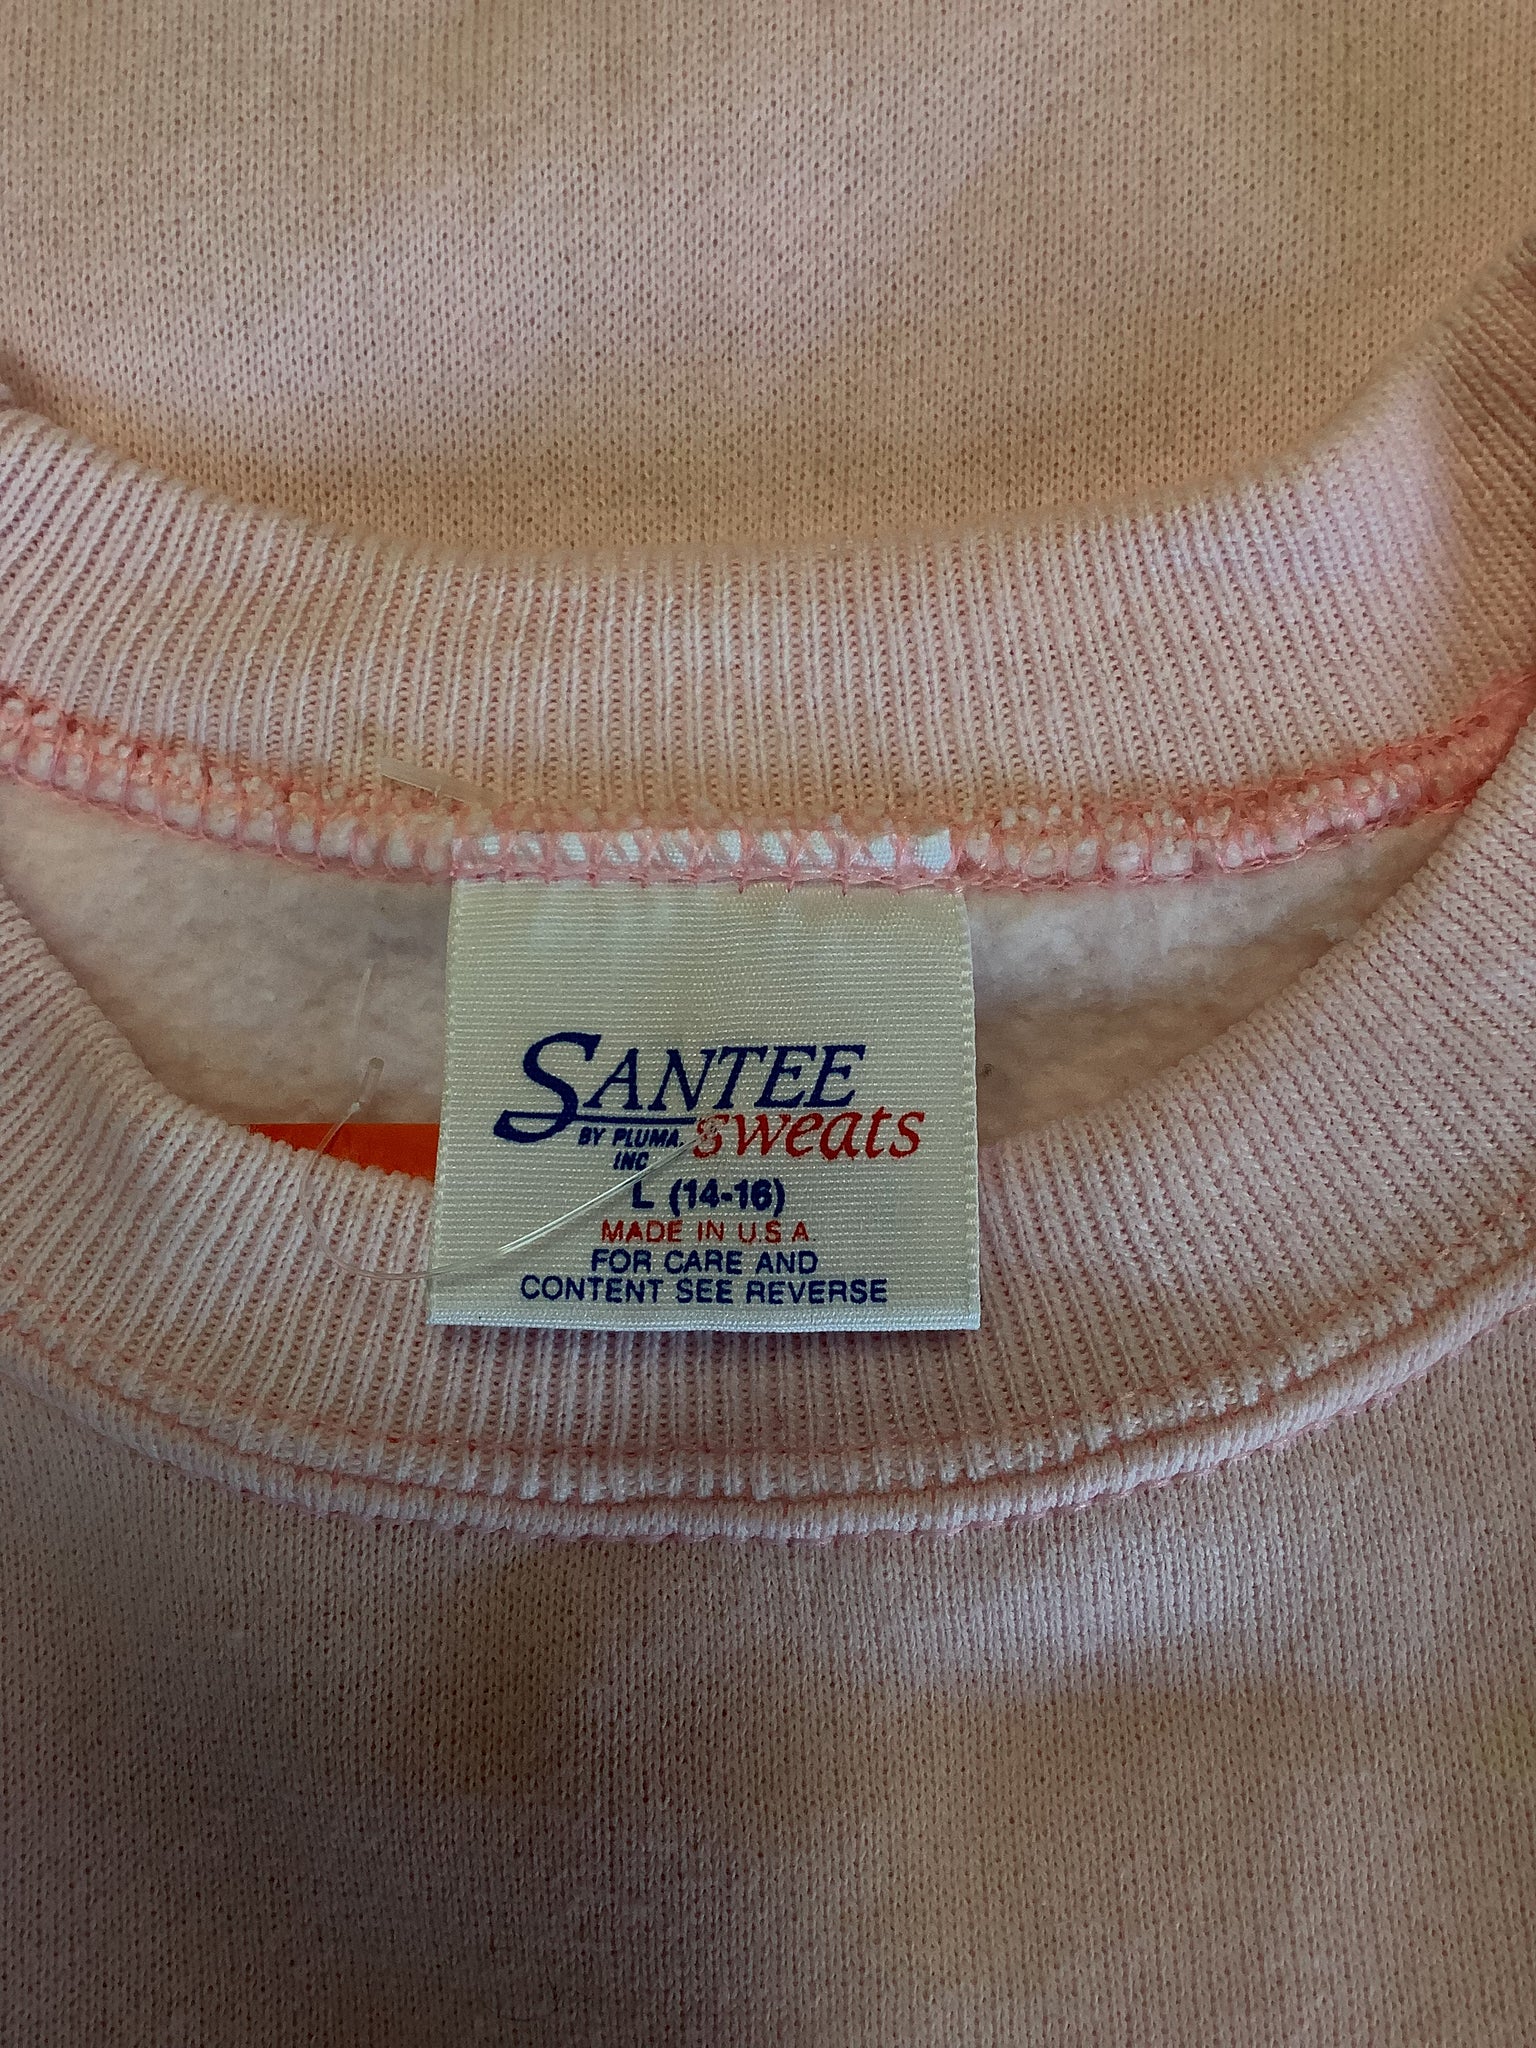 SANTEE
BY PLUMA, sweats
INC
L (14-16)
MADE IN U.S.A.
FOR CARE AND
CONTENT SEE REVERSE